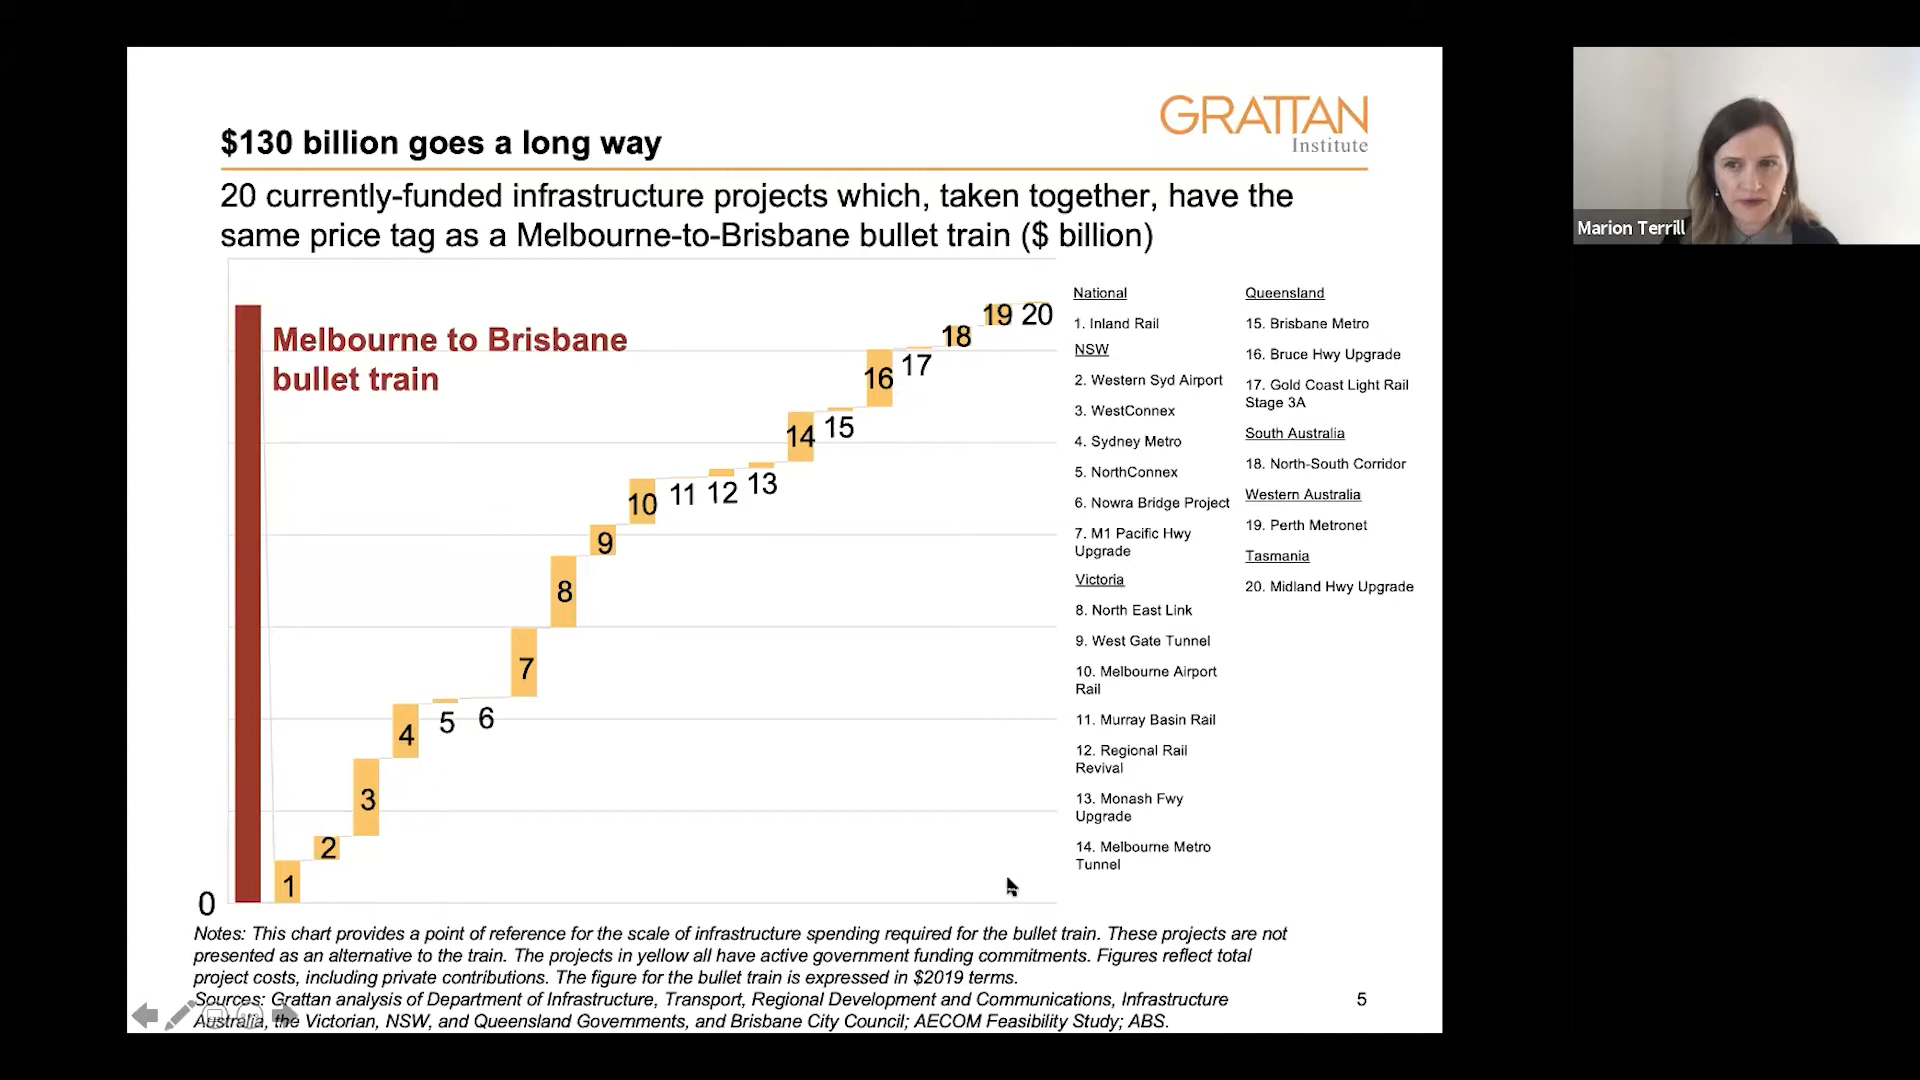 GRATTAN
Institute
$130 billion goes a long way
20 currently-funded infrastructure projects which, taken together, have the
same price tag as a Melbourne-to-Brisbane bullet train ($ billion)
Melbourne to Brisbane
bullet train
0
1
2
3
4
5
6
7
8
9
10
11
12
13
14
15
16
17
18
19
20
National
1. Inland Rail
NSW
2. Western Syd Airport
3. WestConnex
4. Sydney Metro
5. NorthConnex
6. Nowra Bridge Project
7. M1 Pacific Hwy
Upgrade
Victoria
8. North East Link
9. West Gate Tunnel
10. Melbourne Airport
Rail
11. Murray Basin Rail
12. Regional Rail
Revival
13. Monash Fwy
Upgrade
14. Melbourne Metro
Tunnel
Queensland
15. Brisbane Metro
16. Bruce Hwy Upgrade
17. Gold Coast Light Rail
Stage 3A
South Australia
18. North-South Corridor
Western Australia
19. Perth Metronet
Tasmania
20. Midland Hwy Upgrade
Notes: This chart provides a point of reference for the scale of infrastructure spending required for the bullet train. These projects are not
presented as an alternative to the train. The projects in yellow all have active government funding commitments. Figures reflect total
project costs, including private contributions. The figure for the bullet train is expressed in $2019 terms.
Sources: Grattan analysis of Department of Infrastructure, Transport, Regional Development and Communications, Infrastructure
Australia, the Victorian, NSW, and Queensland Governments, and Brisbane City Council; AECOM Feasibility Study; ABS.
5
Marion Terrill